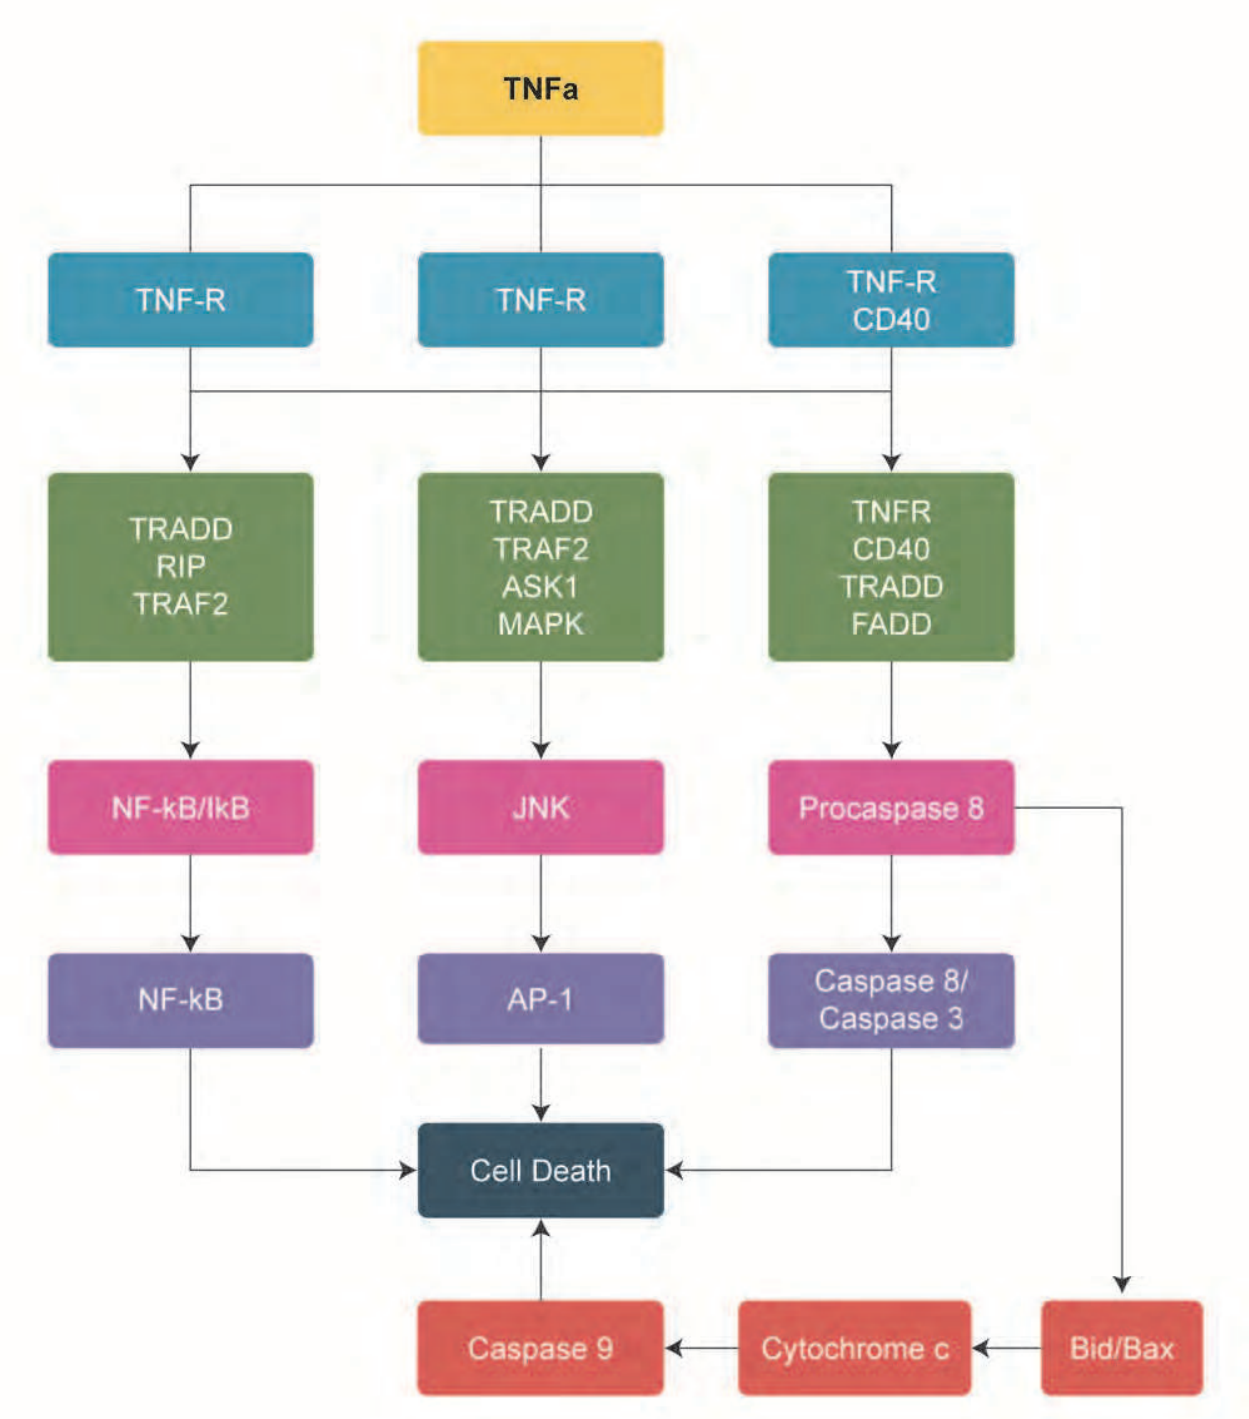 TNFa
TNF-R
TNF-R
TNF-R
CD40
TRADD
RIP
TRAF2
TRADD
TRAF2
ASK1
MAPK
TNFR
CD40
TRADD
FADD
NF-kB/IkB
JNK
Procaspase 8
NF-kB
AP-1
Caspase 8/
Caspase 3
Cell Death
Caspase 9
Cytochrome c
Bid/Bax